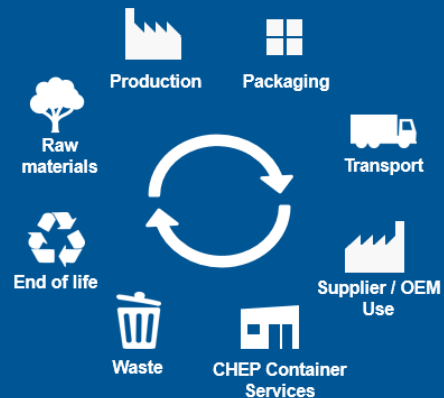 Production
Packaging
Raw
materials
Transport
End of life
Supplier / OEM
Use
Waste
CHEP Container
Services